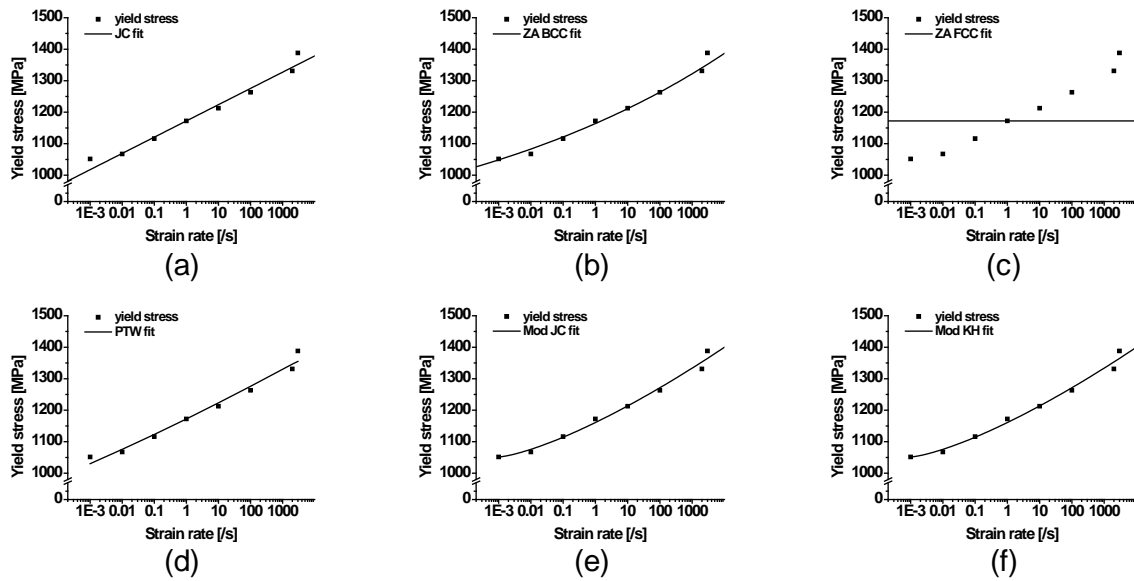 1500
1400
1300
1200
1100
1000
0
Yield stress [MPa]
yield stress
JC fit
1E-3 0.01 0.1 1 10 100 1000
Strain rate [/s]
(a)
1500
1400
1300
1200
1100
1000
0
Yield stress [MPa]
yield stress
ZA BCC fit
1E-3 0.01 0.1 1 10 100 1000
Strain rate [/s]
(b)
1500
1400
1300
1200
1100
1000
0
Yield stress [MPa]
yield stress
ZA FCC fit
1E-3 0.01 0.1 1 10 100 1000
Strain rate [/s]
(c)
1500
1400
1300
1200
1100
1000
0
Yield stress [MPa]
yield stress
PTW fit
1E-3 0.01 0.1 1 10 100 1000
Strain rate [/s]
(d)
1500
1400
1300
1200
1100
1000
0
Yield stress [MPa]
yield stress
Mod JC fit
1E-3 0.01 0.1 1 10 100 1000
Strain rate [/s]
(e)
1500
1400
1300
1200
1100
1000
0
Yield stress [MPa]
yield stress
Mod KH fit
1E-3 0.01 0.1 1 10 100 1000
Strain rate [/s]
(f)